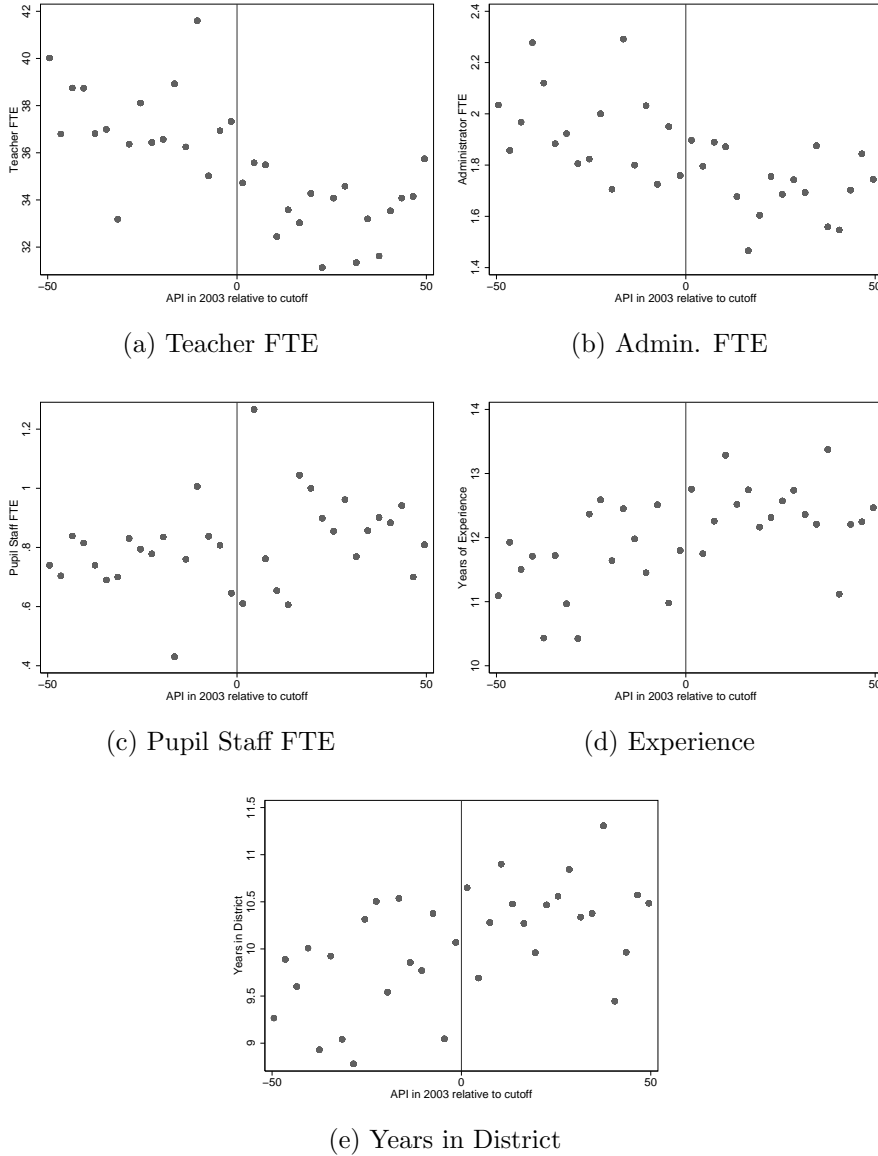 42
40
38
36
34
32
Teacher FTE
−50
0
50
API in 2003 relative to cutoff
(a) Teacher FTE
2.4
2.2
2
1.8
1.6
1.4
Administrator FTE
−50
0
50
API in 2003 relative to cutoff
(b) Admin. FTE
1.2
1
.8
.6
.4
Pupil Staff FTE
−50
0
50
API in 2003 relative to cutoff
(c) Pupil Staff FTE
14
13
12
11
10
Years of Experience
−50
0
50
API in 2003 relative to cutoff
(d) Experience
11.5
11
10.5
10
9.5
9
Years in District
−50
0
50
API in 2003 relative to cutoff
(e) Years in District